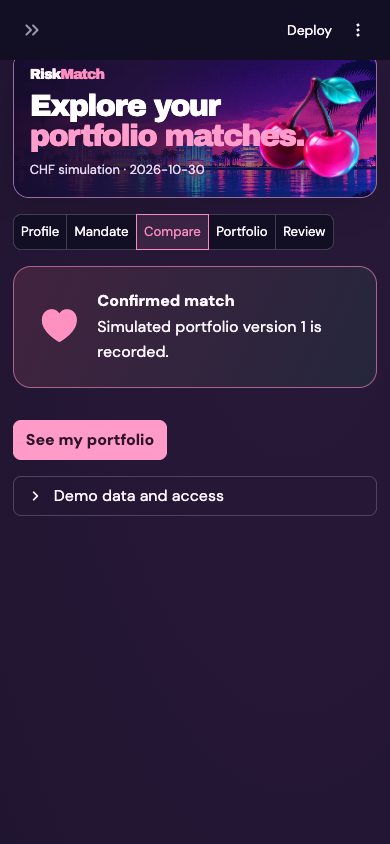 Deploy
RiskMatch
Explore your
portfolio matches.
CHF simulation · 2026-10-30
Profile
Mandate
Compare
Portfolio
Review
Confirmed match
Simulated portfolio version 1 is
recorded.
See my portfolio
Demo data and access